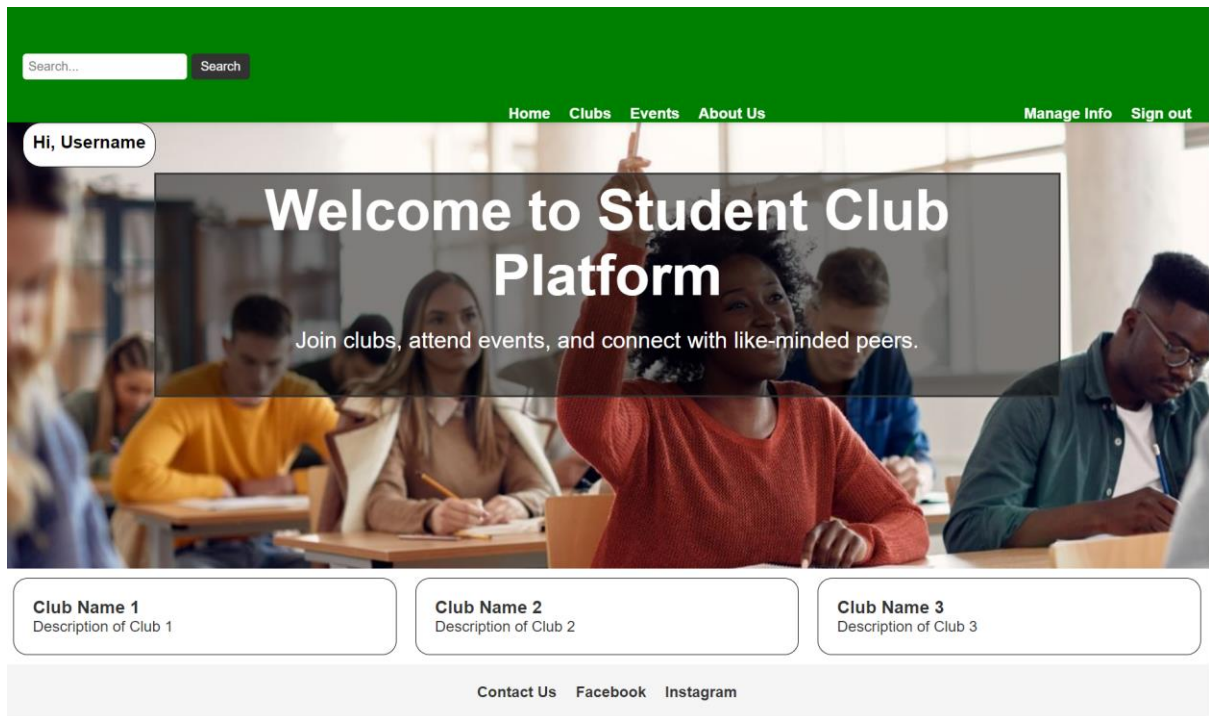 Search... Search
Home Clubs Events About Us Manage Info Sign out
Hi, Username
Welcome to Student Club
Platform
Join clubs, attend events, and connect with like-minded peers.
Club Name 1
Description of Club 1
Club Name 2
Description of Club 2
Club Name 3
Description of Club 3
Contact Us Facebook Instagram